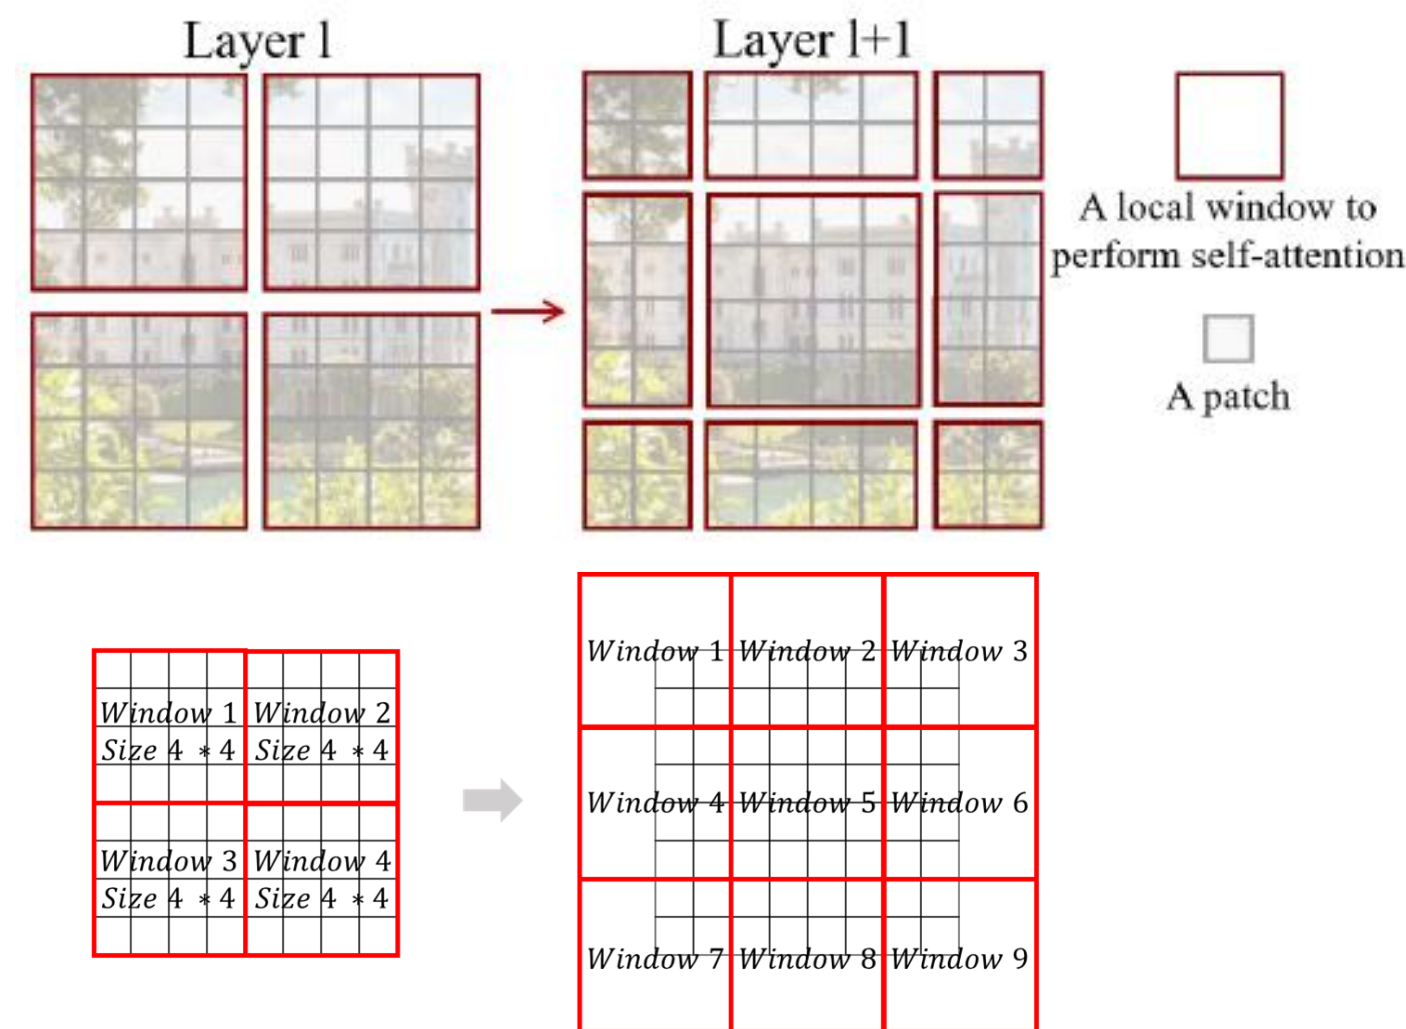 Layer l
Layer l+1
A local window to
perform self-attention
A patch
Window 1
Size 4 * 4
Window 2
Size 4 * 4
Window 3
Size 4 * 4
Window 4
Size 4 * 4
Window 1
Window 2
Window 3
Window 4
Window 5
Window 6
Window 7
Window 8
Window 9